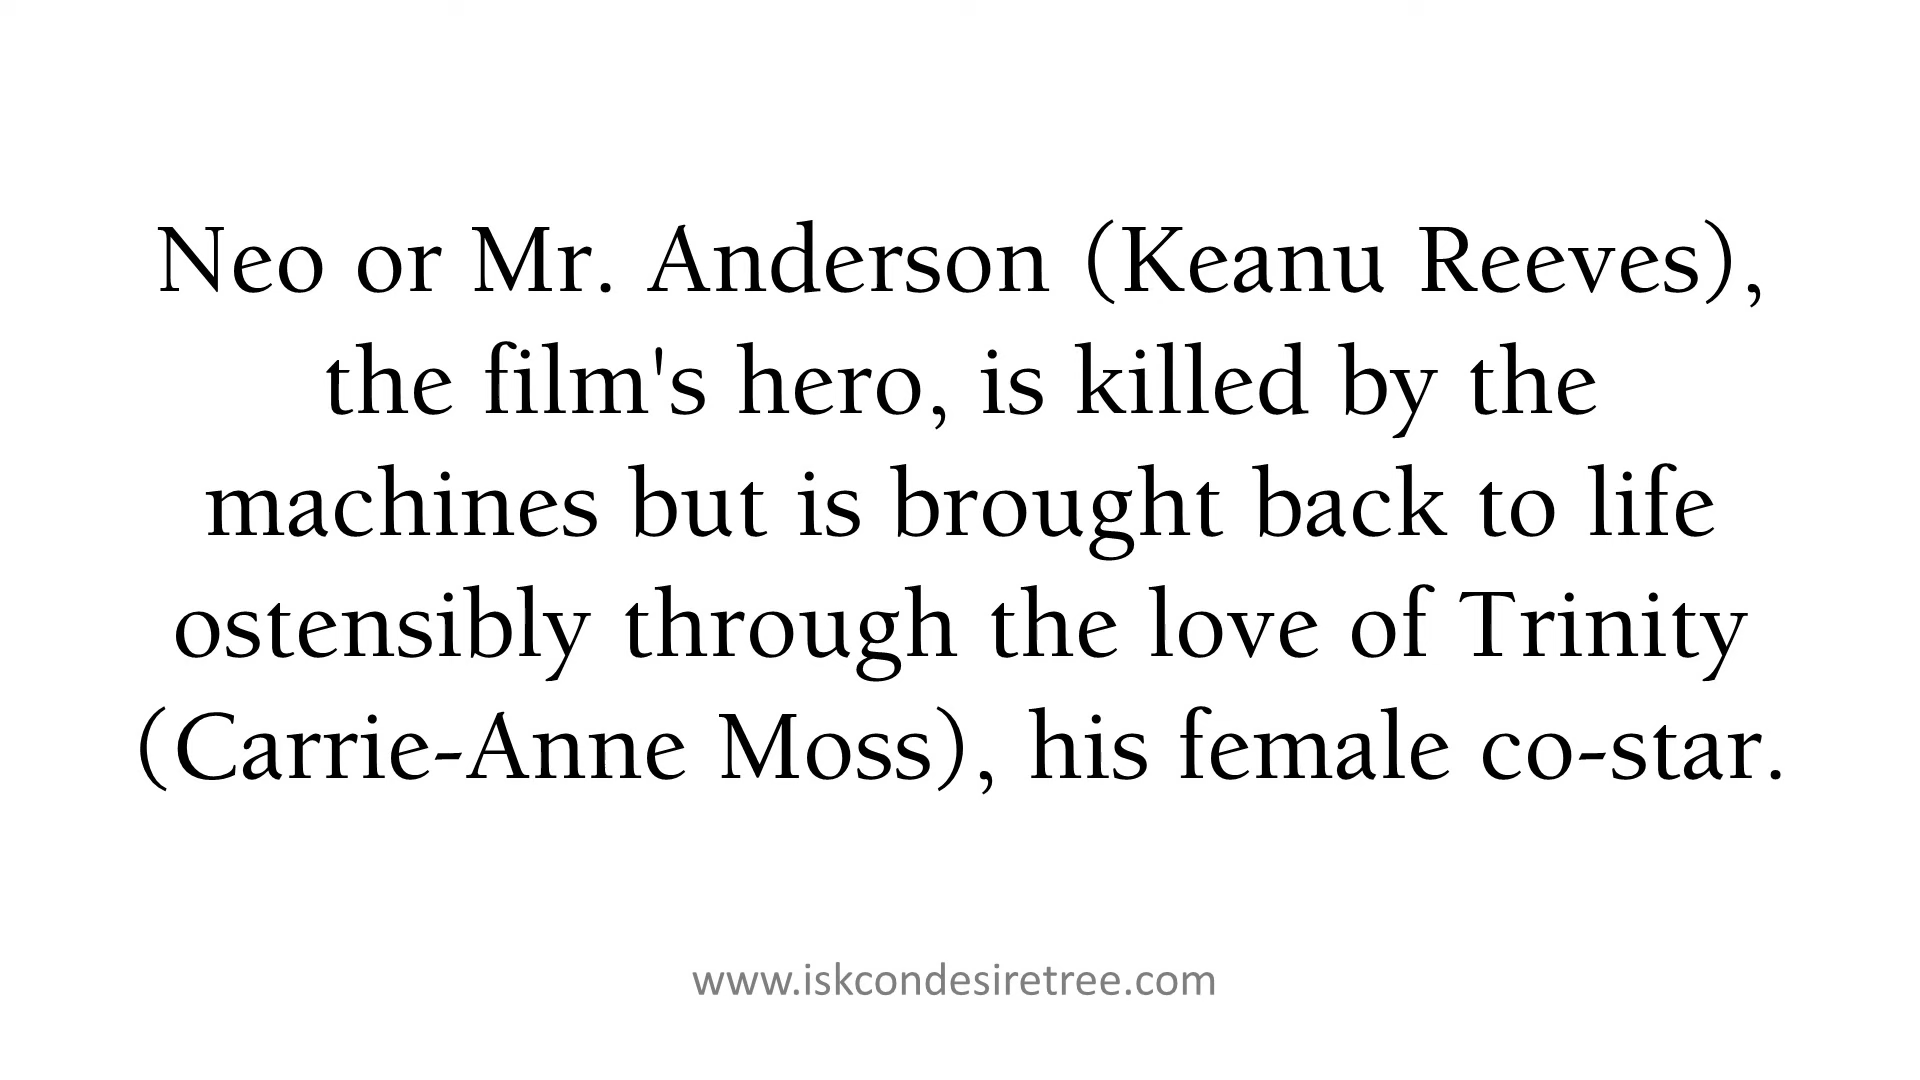 Neo or Mr. Anderson (Keanu Reeves),
the film's hero, is killed by the
machines but is brought back to life
ostensibly through the love of Trinity
(Carrie-Anne Moss), his female co-star.
www.iskcondesiretree.com